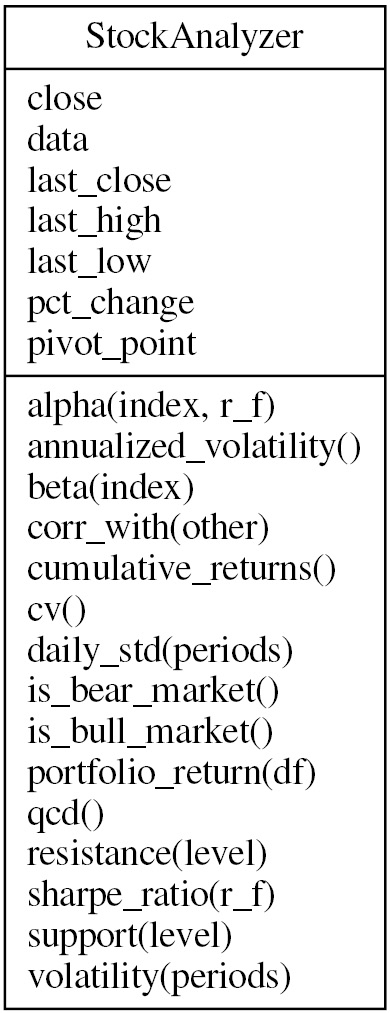 StockAnalyzer
close
data
last_close
last_high
last_low
pct_change
pivot_point
alpha(index, r_f)
annualized_volatility()
beta(index)
corr_with(other)
cumulative_returns()
cv()
daily_std(periods)
is_bear_market()
is_bull_market()
portfolio_return(df)
qcd()
resistance(level)
sharpe_ratio(r_f)
support(level)
volatility(periods)